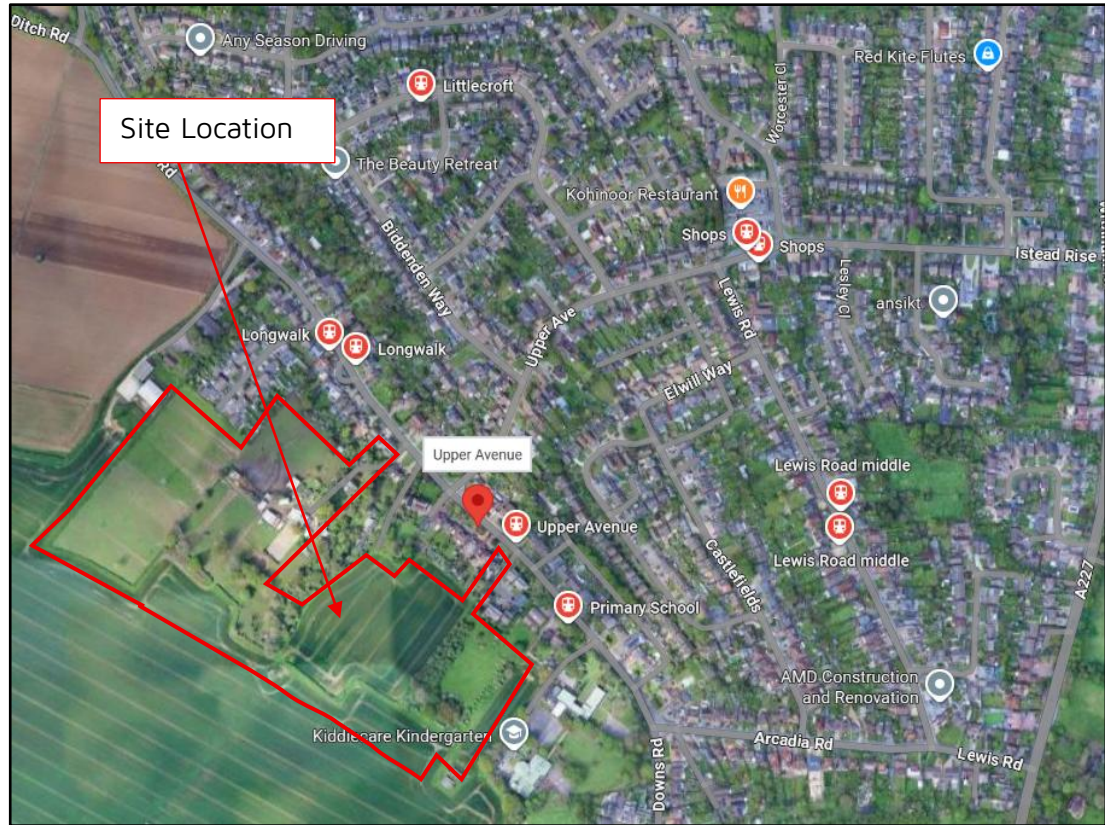 Ditch Rd
Any Season Driving
Red Kite Flutes
Littlecroft
Worcester Cl
Site Location
Rd
The Beauty Retreat
Kohinoor Restaurant
Biddenden Way
Shops
Shops
Istead Rise
Lesley Cl
Lewis Rd
ansikt
Upper Ave
Longwalk
Longwalk
Elwill Way
Upper Avenue
Lewis Road middle
Upper Avenue
Lewis Road middle
Castlefields
A227
Primary School
AMD Construction
and Renovation
Kiddlecare Kindergarten
Arcadia Rd
Lewis Rd
Downs Rd